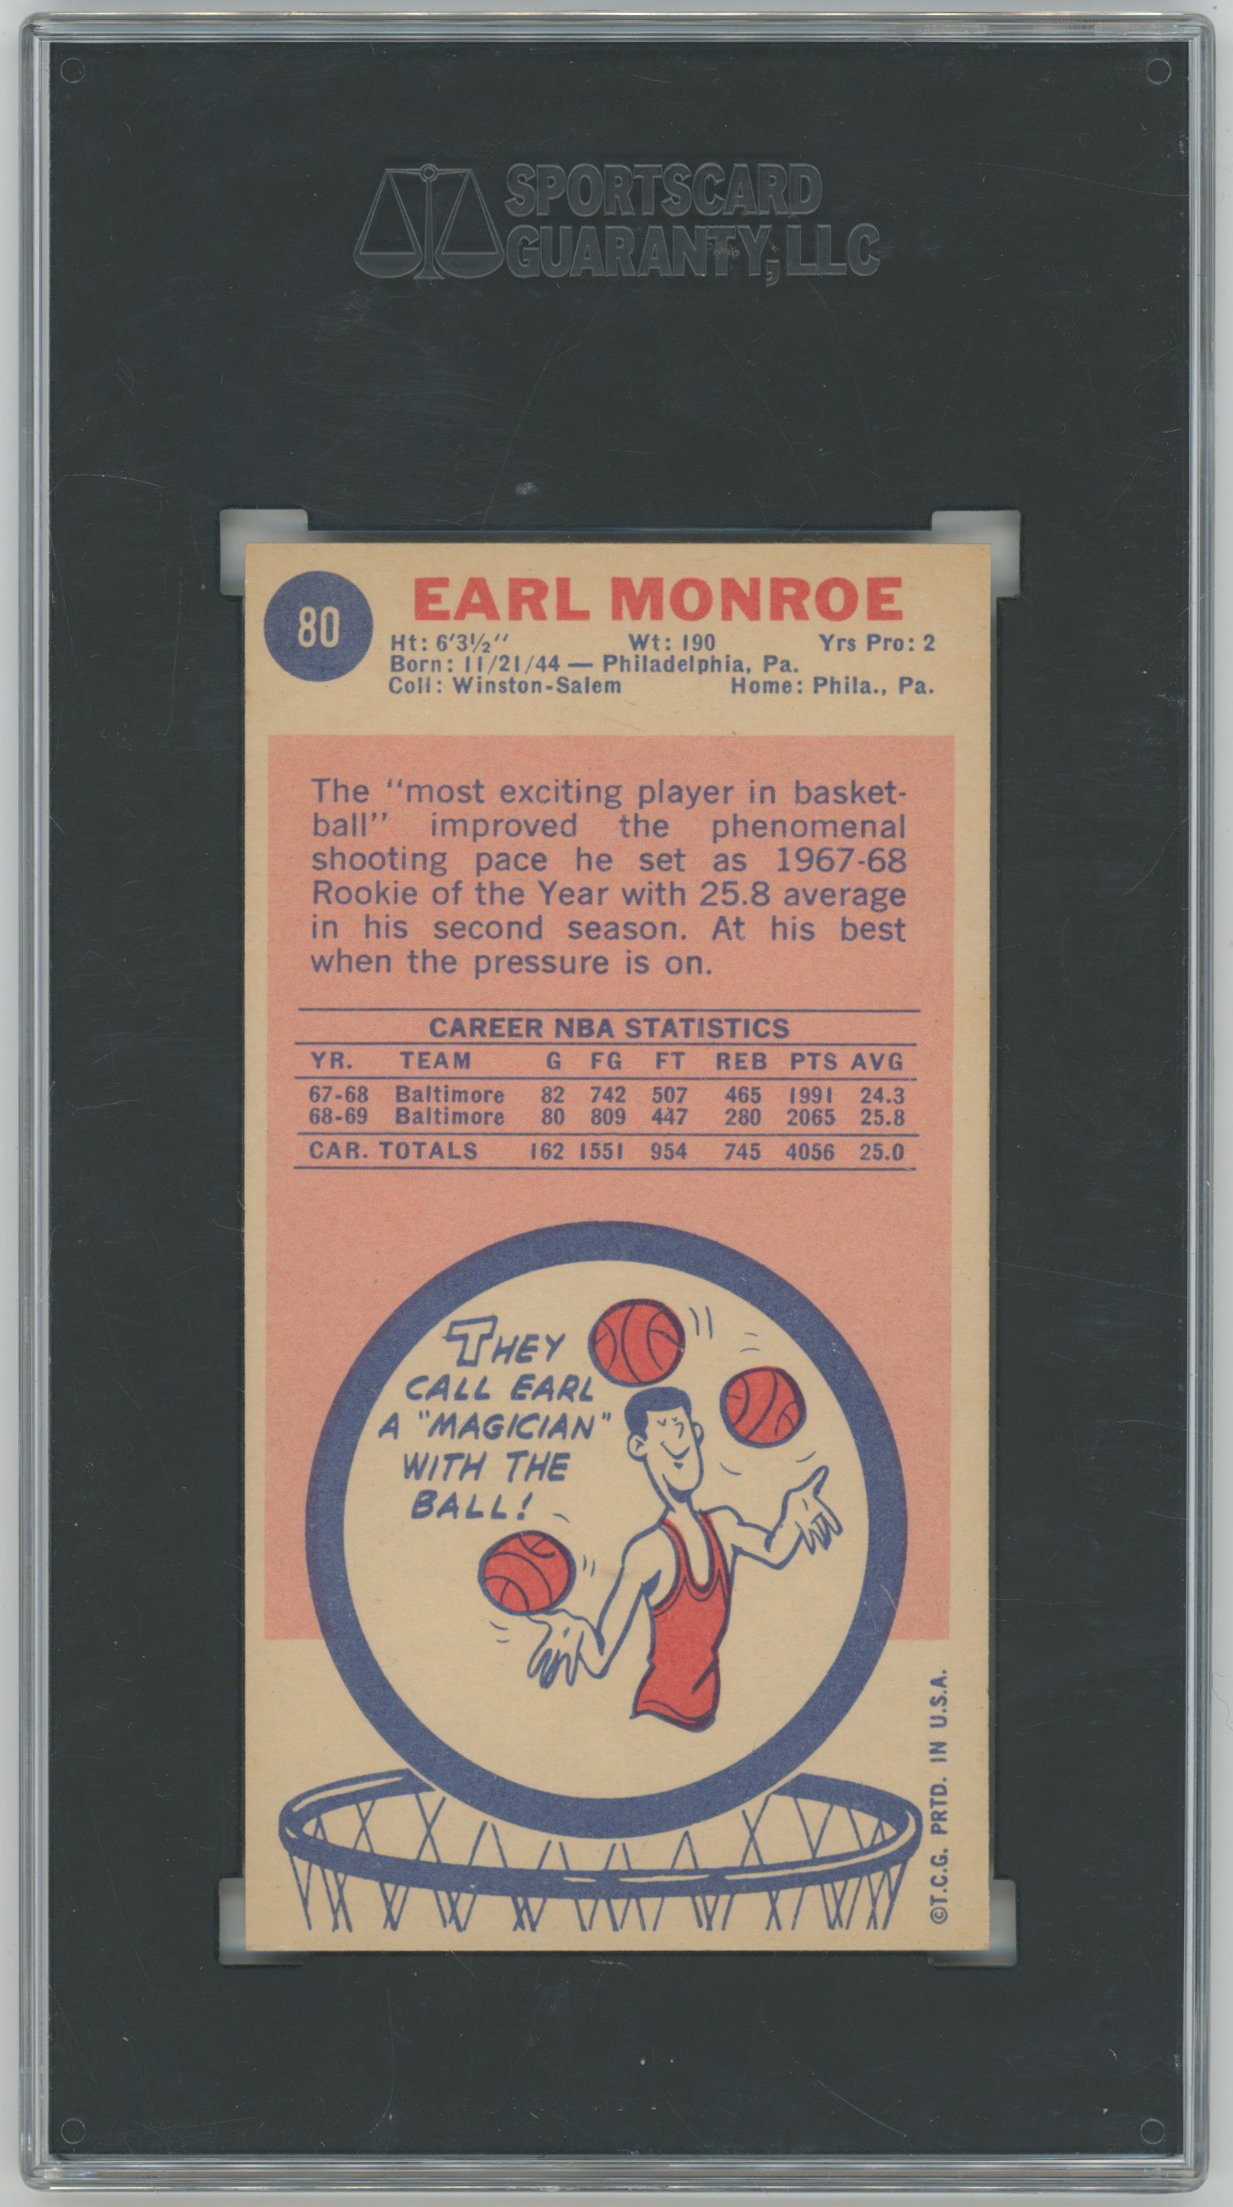 SPORTSCARD
GUARANTY, LLC
80
EARL MONROE
Ht: 6'3½" Wt: 190 Yrs Pro: 2
Born: 11/21/44 — Philadelphia, Pa.
Coll: Winston-Salem Home: Phila., Pa.
The "most exciting player in basket-
ball" improved the phenomenal
shooting pace he set as 1967-68
Rookie of the Year with 25.8 average
in his second season. At his best
when the pressure is on.
CAREER NBA STATISTICS
YR. TEAM G FG FT REB PTS AVG
67-68 Baltimore 82 742 507 465 1991 24.3
68-69 Baltimore 80 809 447 280 2065 25.8
CAR. TOTALS 162 1551 954 745 4056 25.0
THEY
CALL EARL
A "MAGICIAN"
WITH THE
BALL!
©T.C.G. PRTD. IN U.S.A.